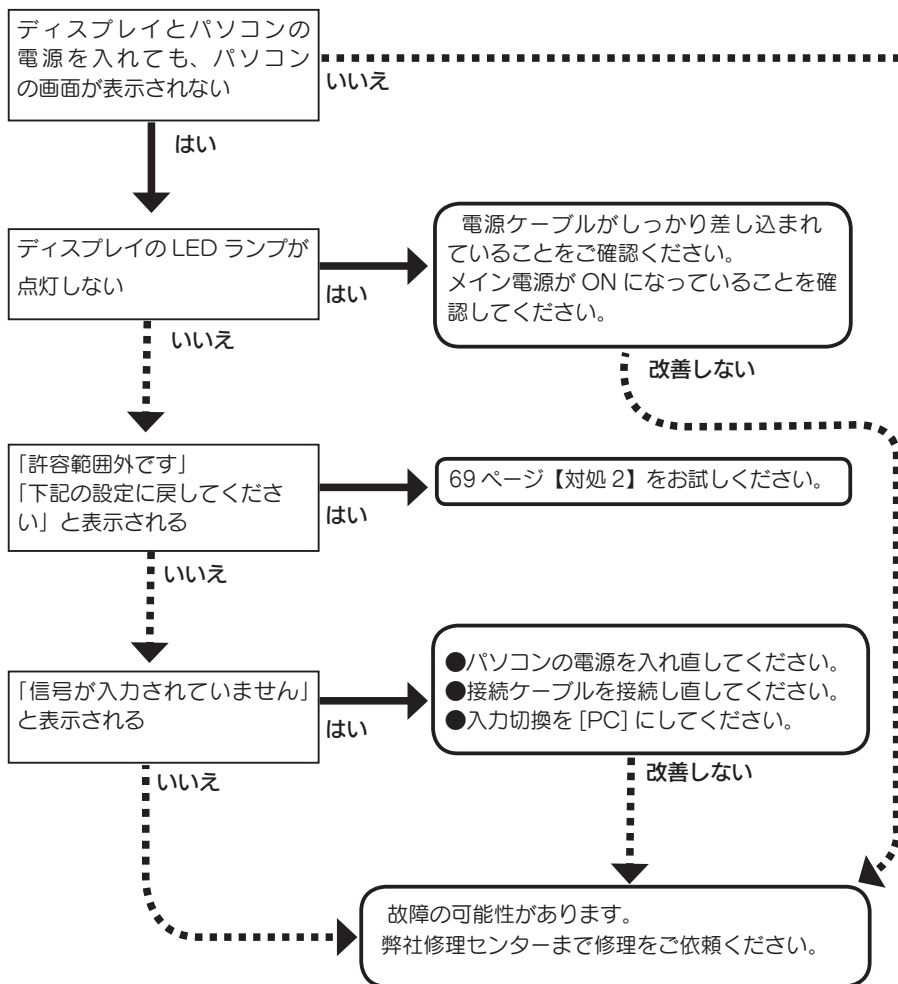 ディスプレイとパソコンの
電源を入れても、パソコン
の画面が表示されない
いいえ
はい
ディスプレイの LED ランプが
点灯しない
はい
電源ケーブルがしっかり差し込まれ
ていることをご確認ください。
メイン電源が ON になっていることを確
認してください。
いいえ
改善しない
「許容範囲外です」
「下記の設定に戻してくださ
い」と表示される
はい
69 ページ【対処 2】をお試しください。
いいえ
「信号が入力されていません」
と表示される
はい
●パソコンの電源を入れ直してください。
●接続ケーブルを接続し直してください。
●入力切換を [PC] にしてください。
いいえ
改善しない
故障の可能性があります。
弊社修理センターまで修理をご依頼ください。